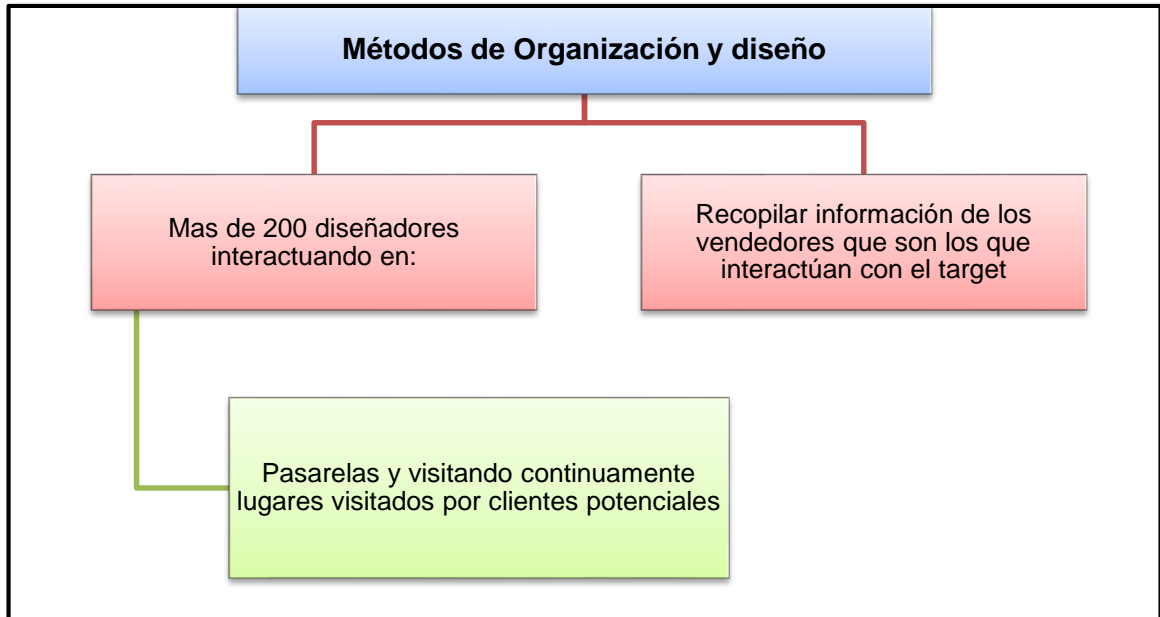 Métodos de Organización y diseño
Mas de 200 diseñadores
interactuando en:
Recopilar información de los
vendedores que son los que
interactúan con el target
Pasarelas y visitando continuamente
lugares visitados por clientes potenciales